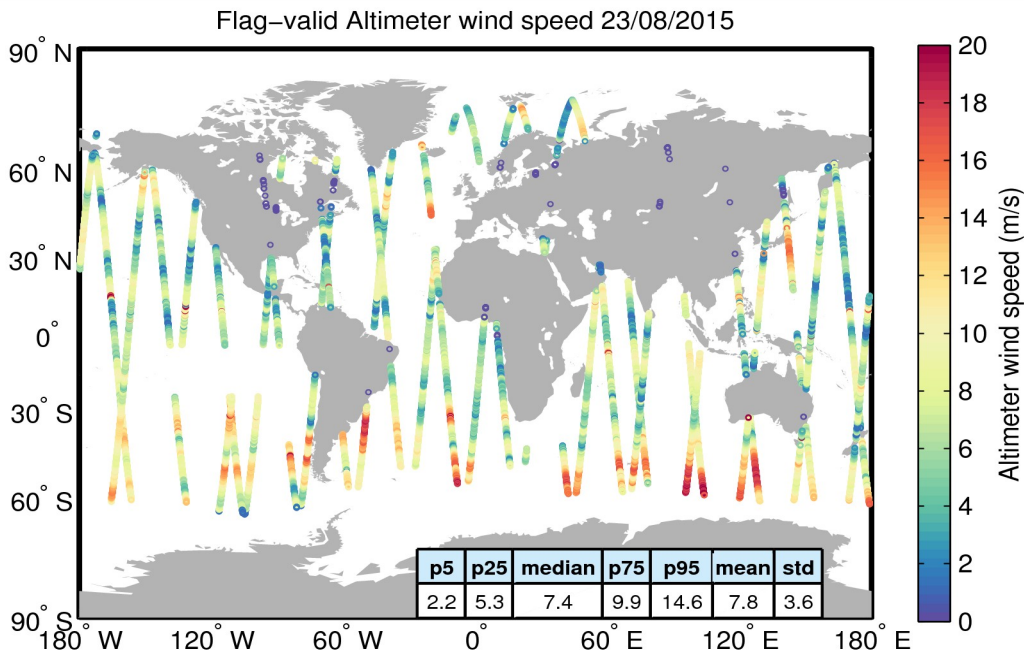 Flag−valid Altimeter wind speed 23/08/2015
90° N
60° N
30° N
0°
30° S
60° S
90° S
180° W
120° W
60° W
0°
60° E
120° E
180° E
p5 p25 median p75 p95 mean std
2.2 5.3 7.4 9.9 14.6 7.8 3.6
20
18
16
14
12
10
8
6
4
2
0
Altimeter wind speed (m/s)